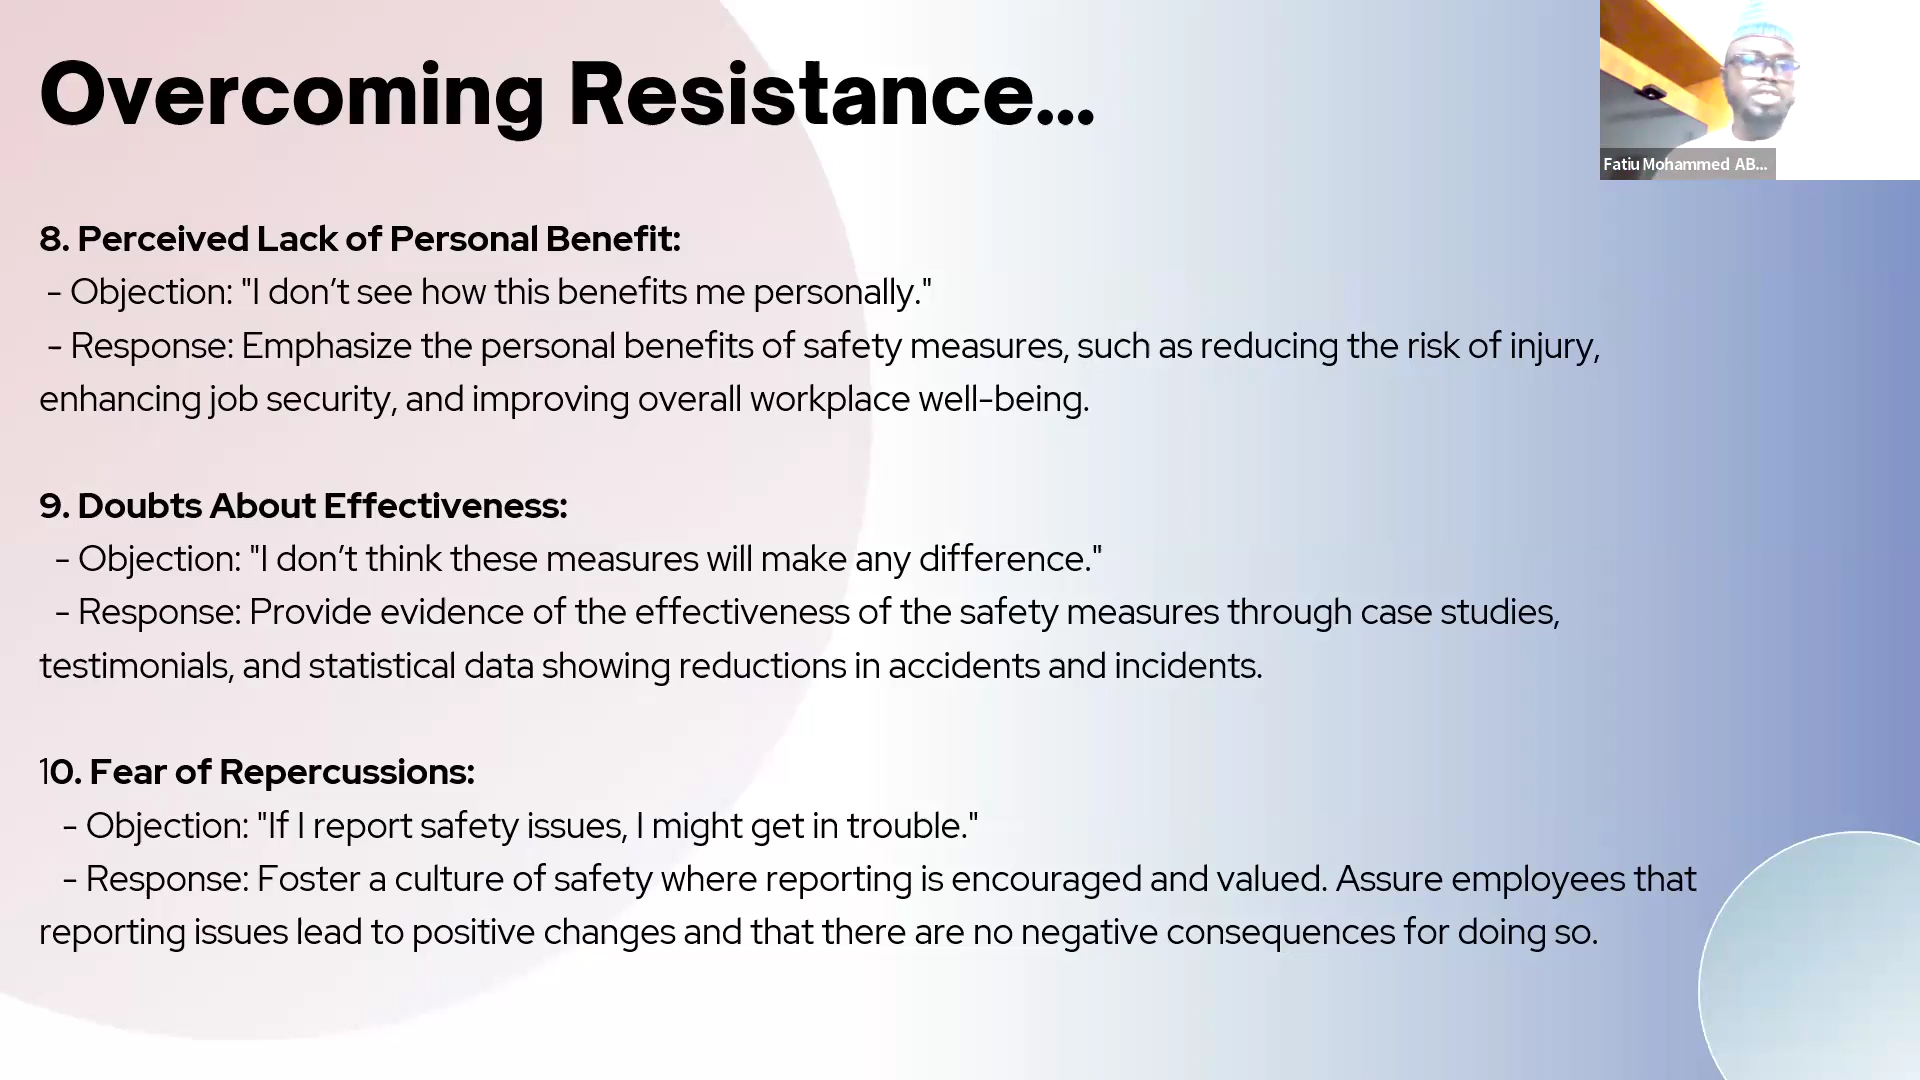 Overcoming Resistance...
Fatiu Mohammed AB...
8. Perceived Lack of Personal Benefit:
- Objection: "I don't see how this benefits me personally."
- Response: Emphasize the personal benefits of safety measures, such as reducing the risk of injury,
enhancing job security, and improving overall workplace well-being.
9. Doubts About Effectiveness:
- Objection: "I don't think these measures will make any difference."
- Response: Provide evidence of the effectiveness of the safety measures through case studies,
testimonials, and statistical data showing reductions in accidents and incidents.
10. Fear of Repercussions:
- Objection: "If I report safety issues, I might get in trouble."
- Response: Foster a culture of safety where reporting is encouraged and valued. Assure employees that
reporting issues lead to positive changes and that there are no negative consequences for doing so.